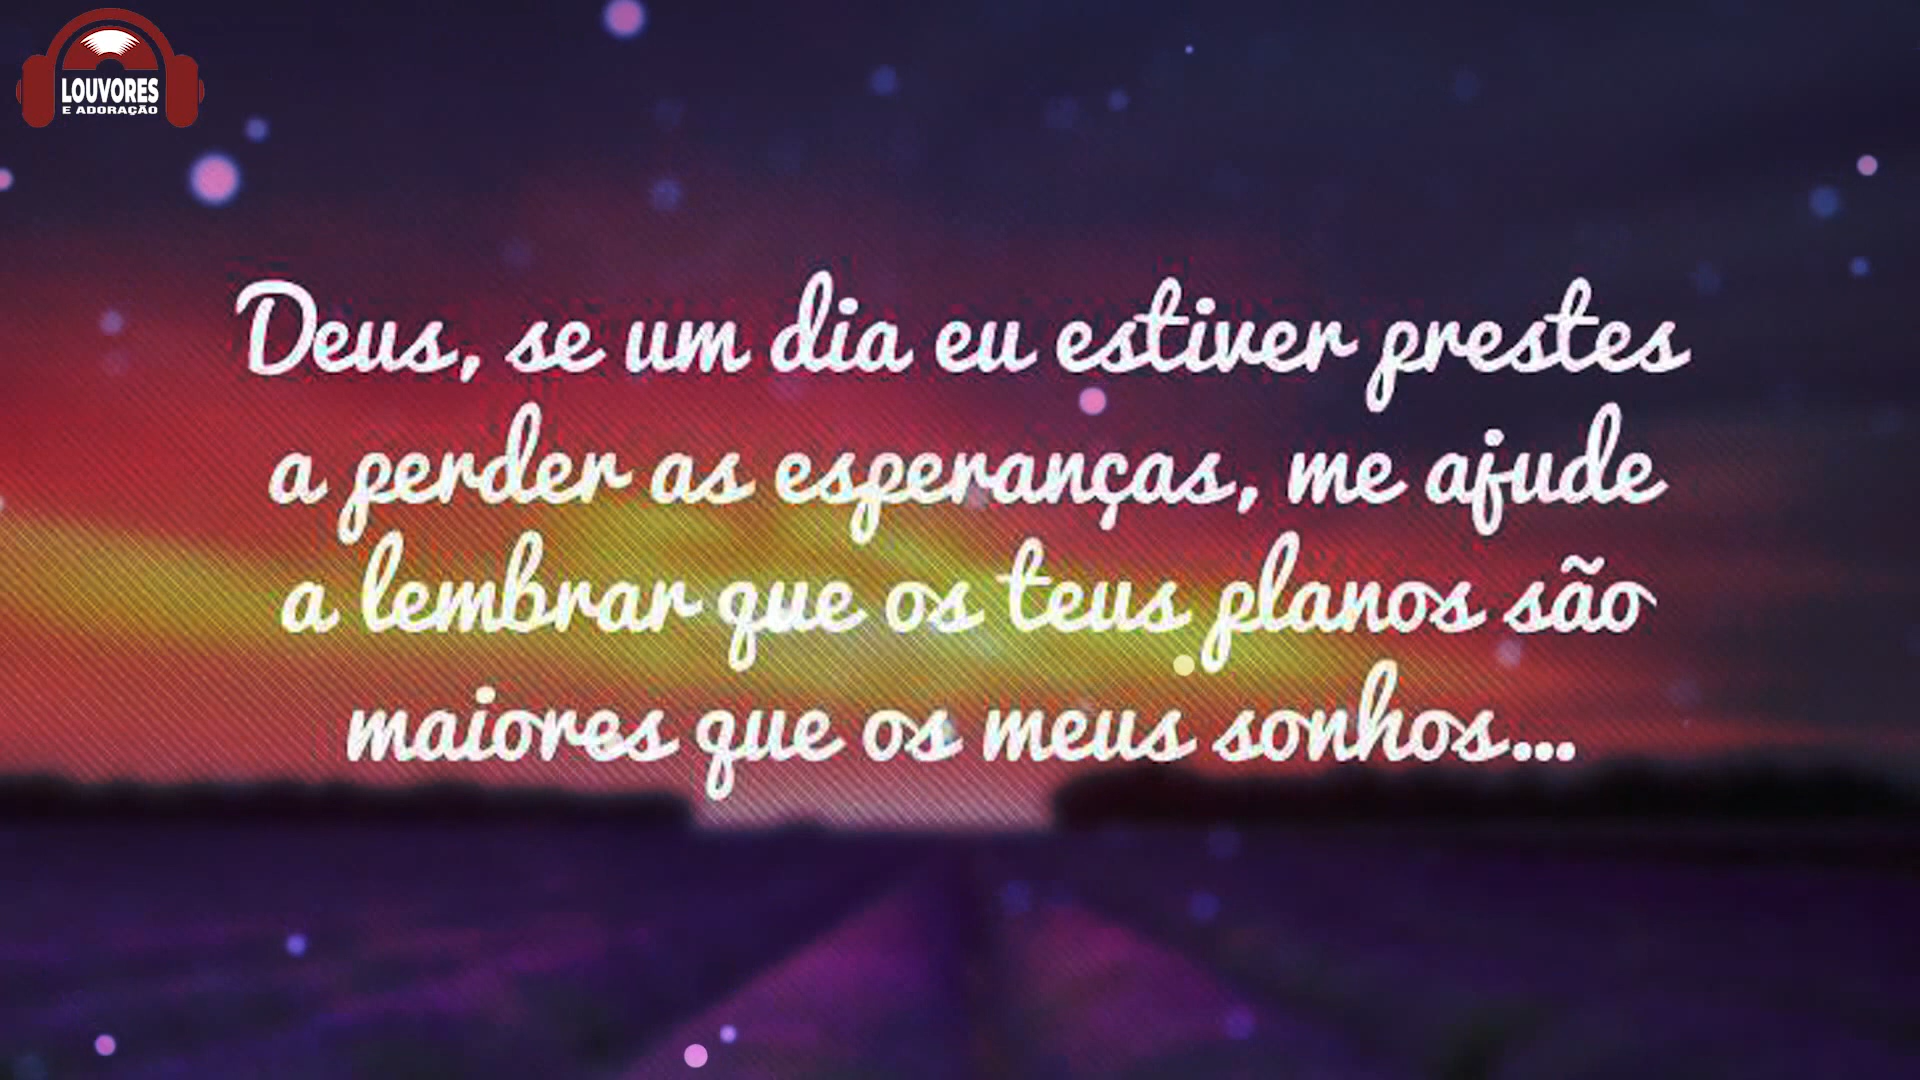 LOUVORES
E ADORAÇÃO
Deus, se um dia eu estiver prestes
a perder as esperanças, me ajude
a lembrar que os teus planos são
maiores que os meus sonhos...